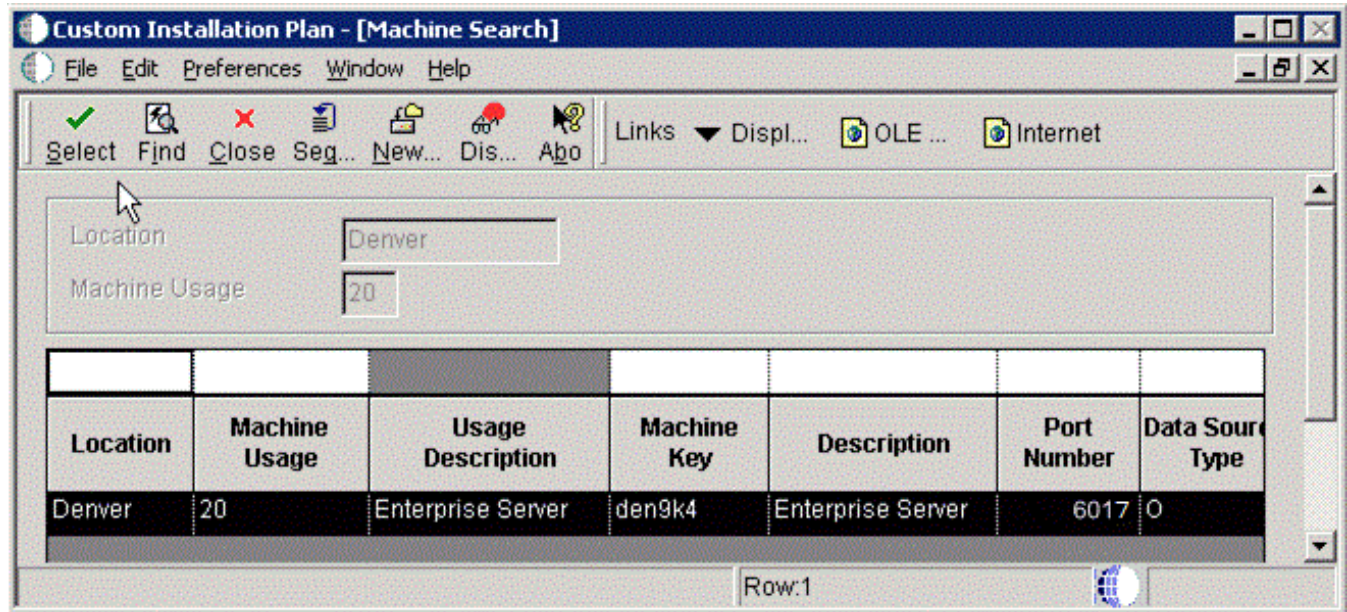 Custom Installation Plan - [Machine Search]
File Edit Preferences Window Help
Select Find Close Seq... New... Dis... Abo Links Displ... OLE ... Internet
Location Denver
Machine Usage 20
Location Machine Usage Usage Description Machine Key Description Port Number Data Sourc Type
Denver 20 Enterprise Server den9k4 Enterprise Server 6017 O
Row:1